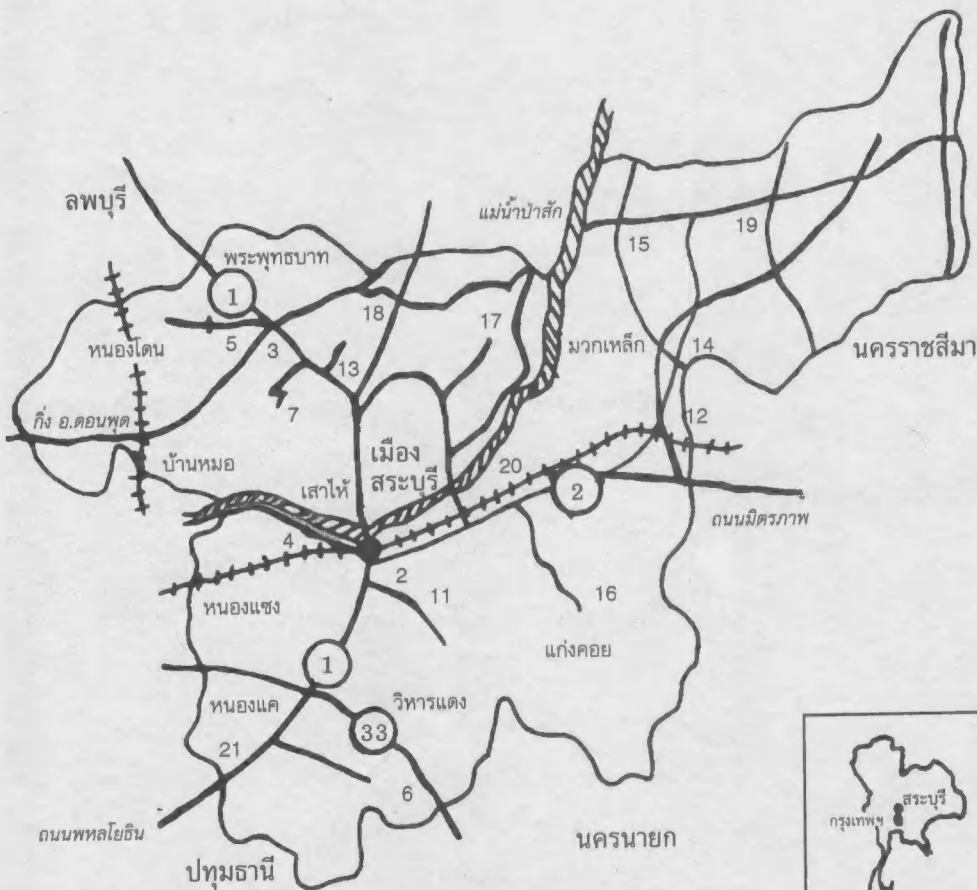 ลพบุรี
แม่น้ำป่าสัก
พระพุทธบาท
1
15
19
หนองโดน
5
3
18
17
มวกเหล็ก
14
นครราชสีมา
13
7
กิ่ง อ.ดอนพุด
12
บ้านหมอ
เมือง
สระบุรี
20
เสาไห้
2
ถนนมิตรภาพ
4
2
11
16
หนองแซง
แก่งคอย
1
หนองแค
วิหารแดง
33
21
6
สระบุรี
กรุงเทพฯ
ถนนพหลโยธิน
นครนายก
ปทุมธานี